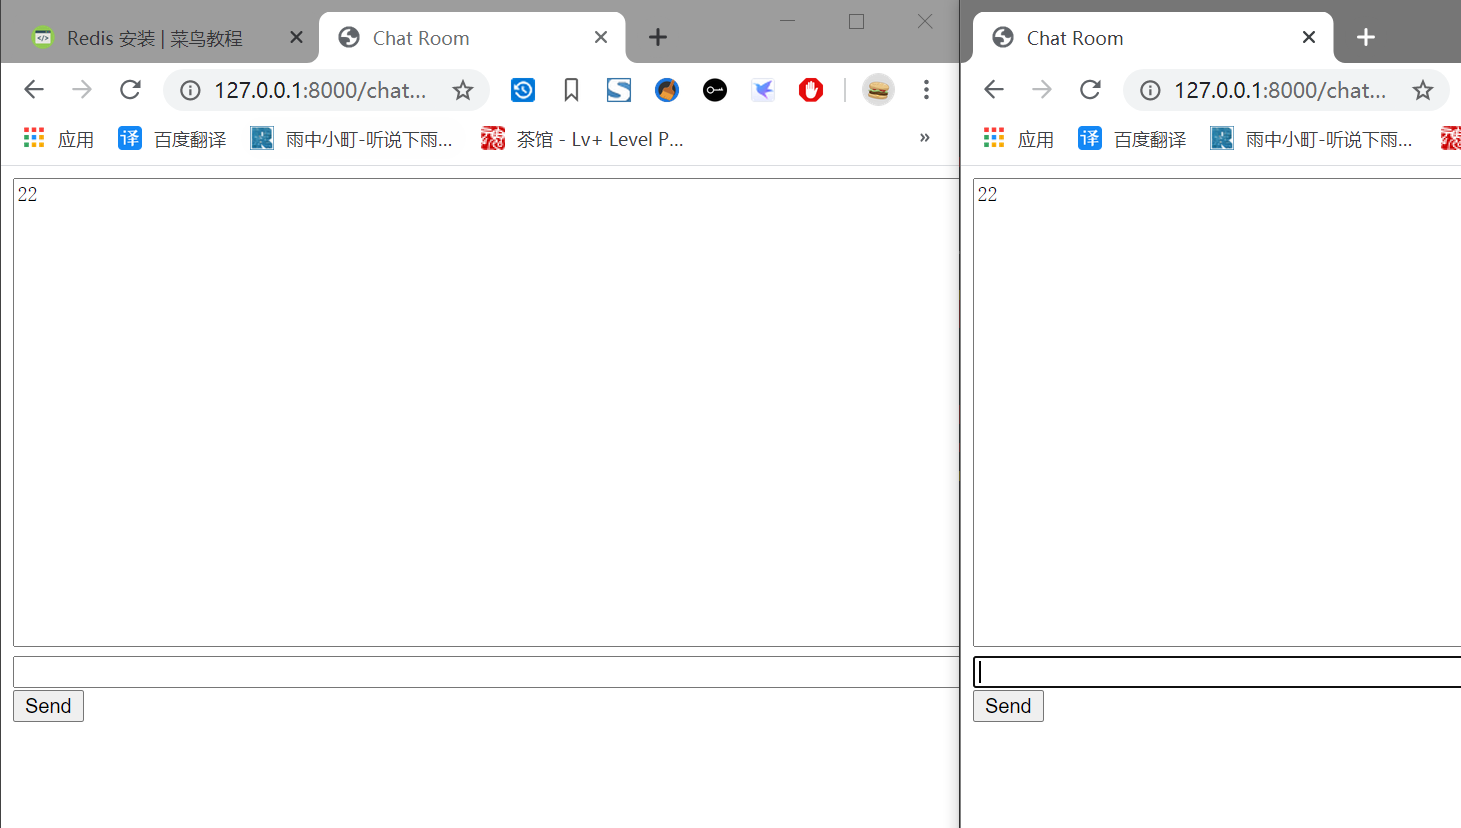 Redis 安装 | 菜鸟教程
Chat Room
127.0.0.1:8000/chat...
应用
译
百度翻译
雨中小町-听说下雨...
茶馆 - Lv+ Level P...
»
22
Send
Chat Room
127.0.0.1:8000/chat...
应用
译
百度翻译
雨中小町-听说下雨...
22
Send